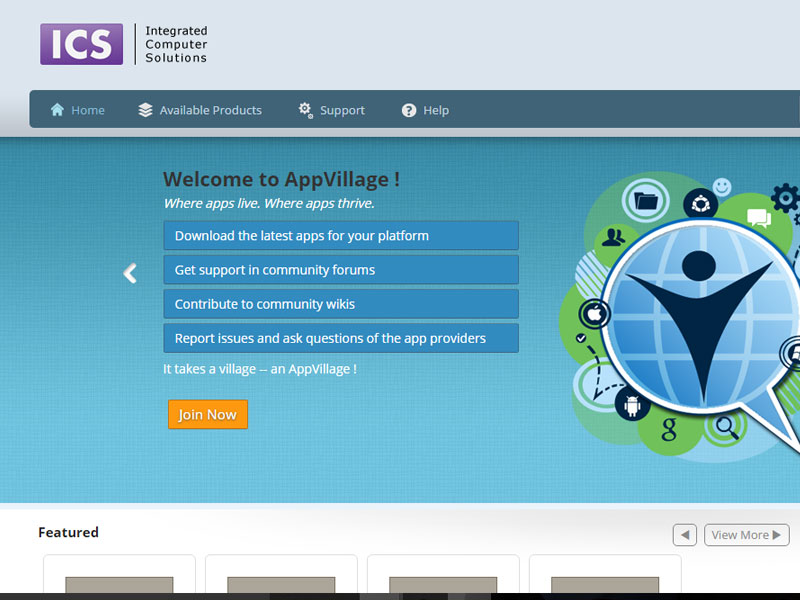 ICS
Integrated
Computer
Solutions
Home
Available Products
Support
Help
Welcome to AppVillage !
Where apps live. Where apps thrive.
Download the latest apps for your platform
Get support in community forums
Contribute to community wikis
Report issues and ask questions of the app providers
It takes a village -- an AppVillage !
Join Now
g
Featured
View More